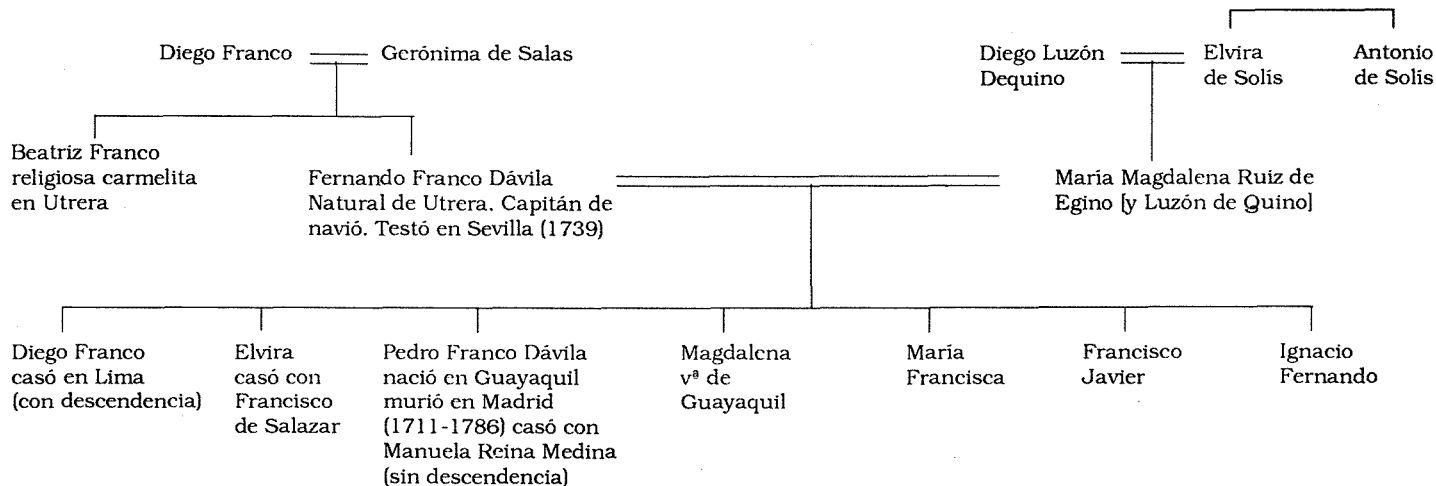 Diego Franco
Gerónima de Salas
Diego Luzón
Dequino
Elvira
de Solís
Antonio
de Solís
Beatriz Franco
religiosa carmelita
en Utrera
Fernando Franco Dávila
Natural de Utrera. Capitán de
navió. Testó en Sevilla (1739)
María Magdalena Ruiz de
Egino [y Luzón de Quino]
Diego Franco
casó en Lima
(con descendencia)
Elvira
casó con
Francisco
de Salazar
Pedro Franco Dávila
nació en Guayaquil
murió en Madrid
(1711-1786) casó con
Manuela Reina Medina
(sin descendencia)
Magdalena
vª de
Guayaquil
María
Francisca
Francisco
Javier
Ignacio
Fernando